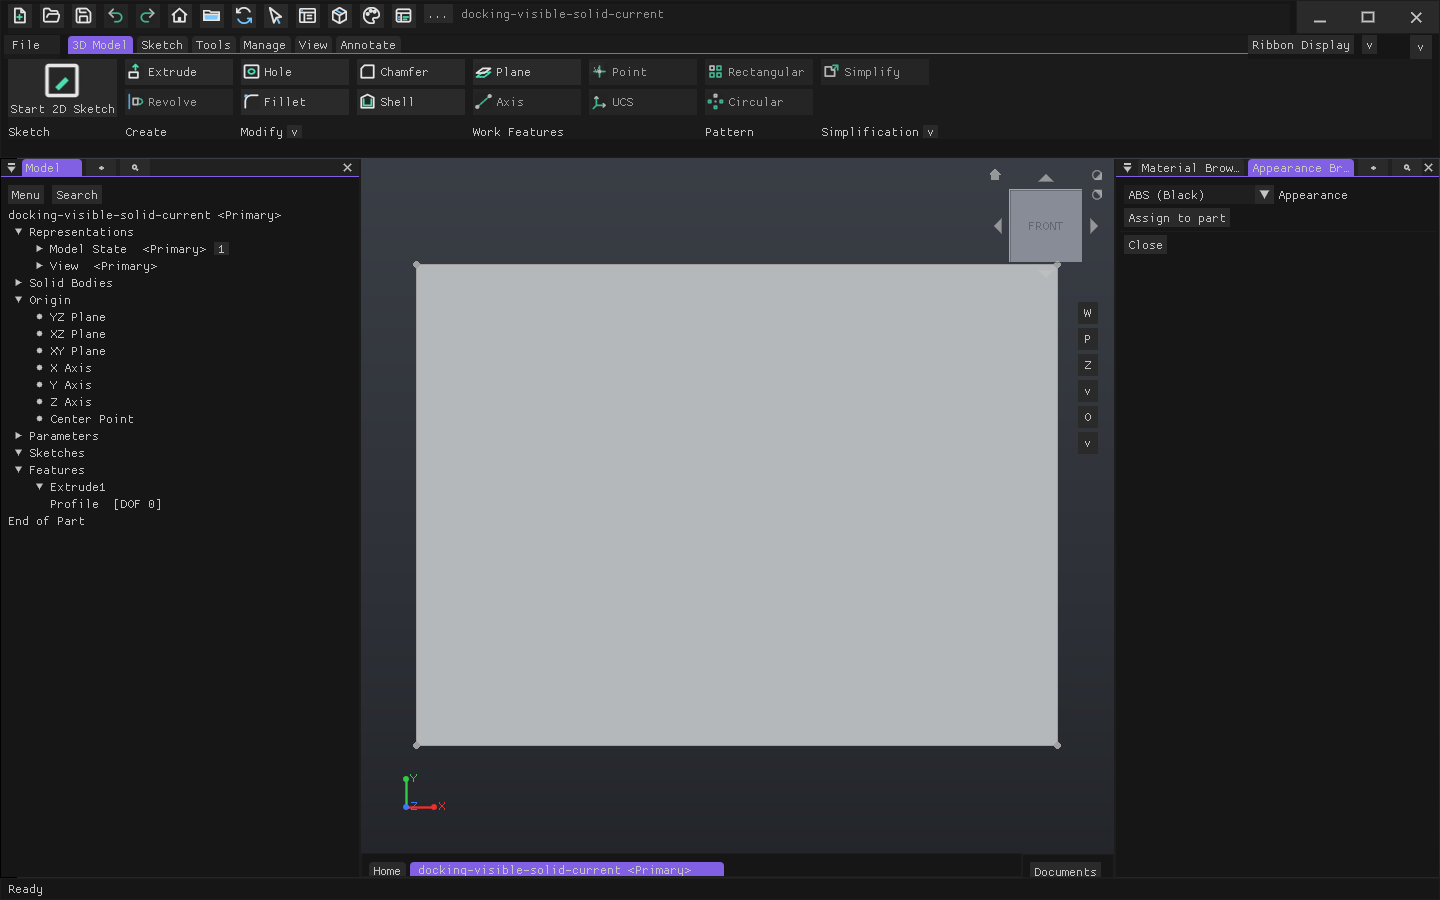 ... docking-visible-solid-current
File 3D Model Sketch Tools Manage View Annotate Ribbon Display v v
Start 2D Sketch
Extrude Hole Chamfer Plane Point Rectangular Simplify
Revolve Fillet Shell Axis UCS Circular
Sketch Create Modify v Work Features Pattern Simplification v
Model
Menu Search
docking-visible-solid-current <Primary>
Representations
Model State <Primary> 1
View <Primary>
Solid Bodies
Origin
YZ Plane
XZ Plane
XY Plane
X Axis
Y Axis
Z Axis
Center Point
Parameters
Sketches
Features
Extrude1
Profile [DOF 0]
End of Part
FRONT
W
P
Z
v
O
v
Y
Z X
Material Brow… Appearance Br…
ABS (Black) Appearance
Assign to part
Close
Home docking-visible-solid-current <Primary> Documents
Ready